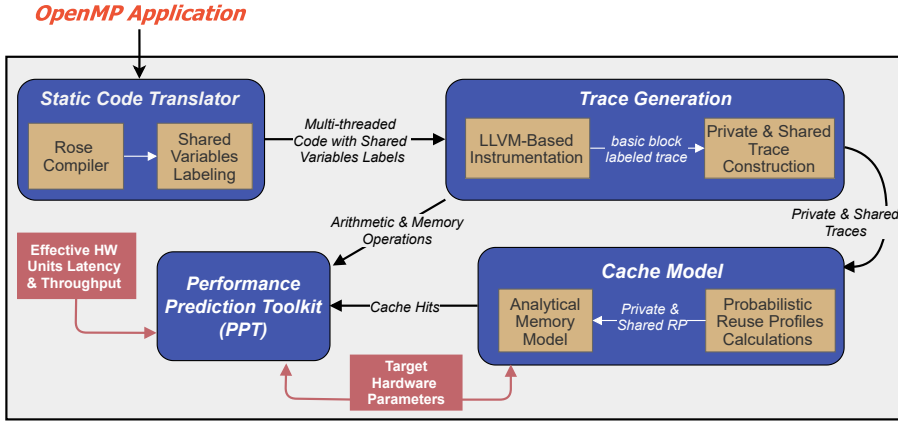 OpenMP Application
Static Code Translator
Rose
Compiler
Shared
Variables
Labeling
Multi-threaded
Code with Shared
Variables Labels
Trace Generation
LLVM-Based
Instrumentation
basic block
labeled trace
Private & Shared
Trace
Construction
Private & Shared
Traces
Arithmetic & Memory
Operations
Effective HW
Units Latency
& Throughput
Performance
Prediction Toolkit
(PPT)
Cache Hits
Cache Model
Analytical
Memory
Model
Private &
Shared RP
Probabilistic
Reuse Profiles
Calculations
Target
Hardware
Parameters